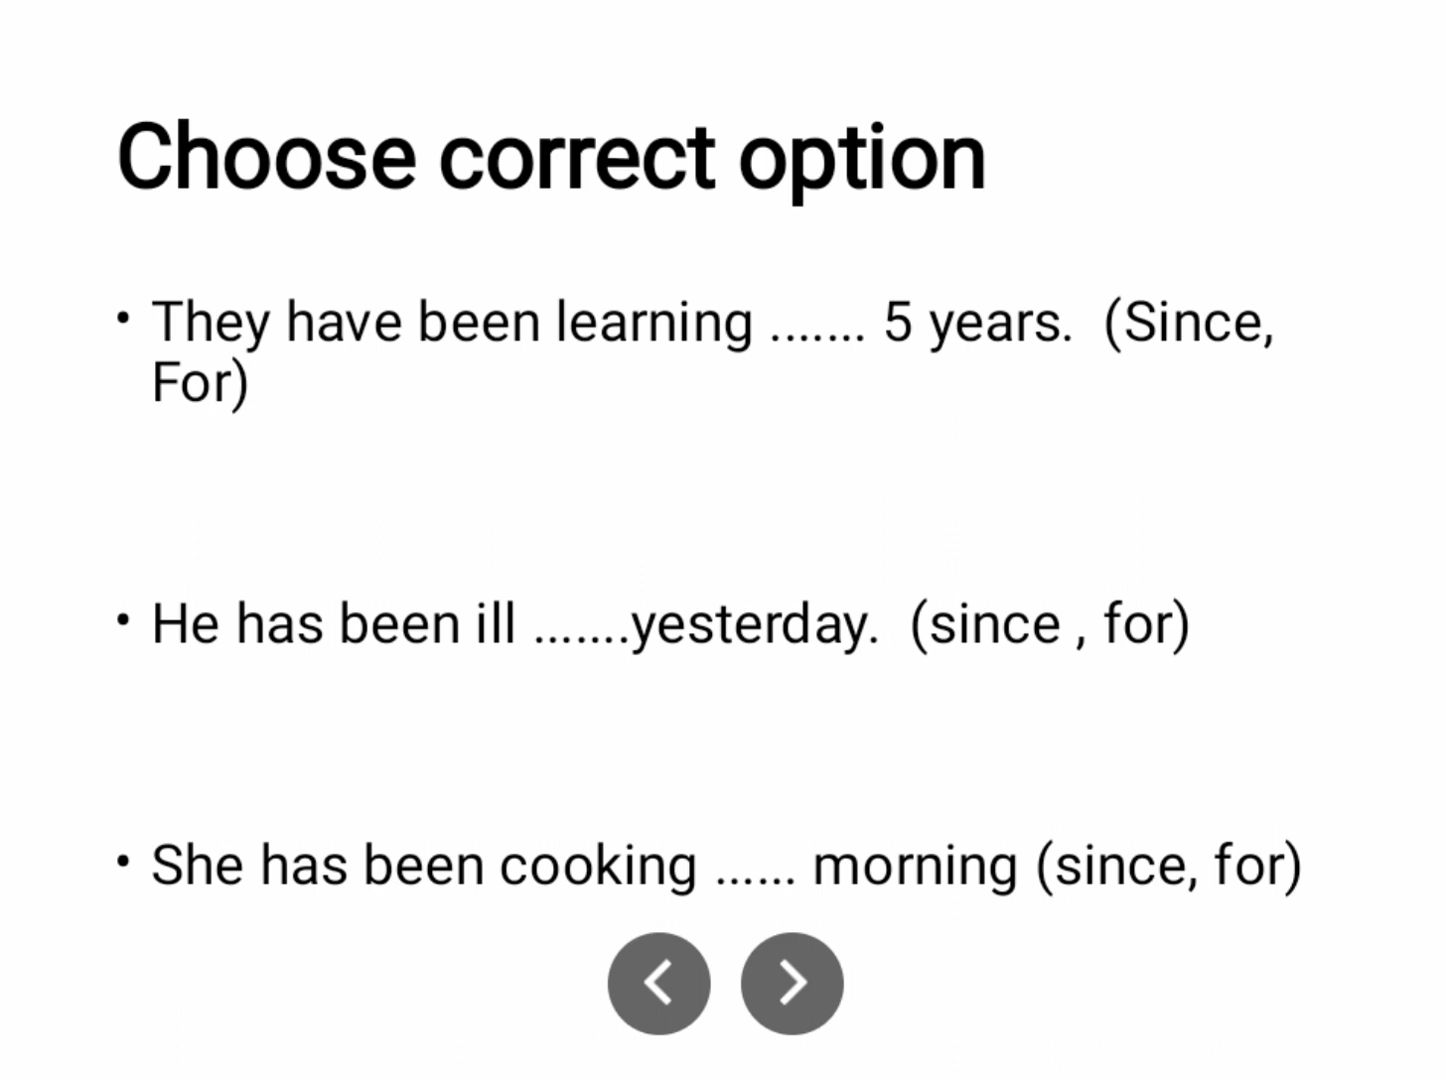 Choose correct option
• They have been learning ....... 5 years.  (Since,
For)
• He has been ill .......yesterday.  (since , for)
• She has been cooking ...... morning (since, for)